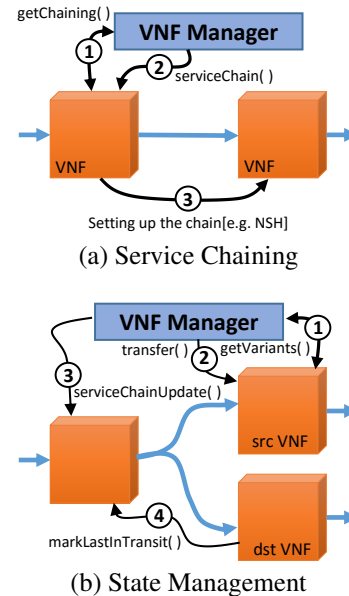 getChaining( )
VNF Manager
1
2
serviceChain( )
VNF
VNF
3
Setting up the chain[e.g. NSH]
(a) Service Chaining
VNF Manager
1
transfer( )
2
getVariants( )
3
serviceChainUpdate( )
src VNF
4
markLastInTransit( )
dst VNF
(b) State Management